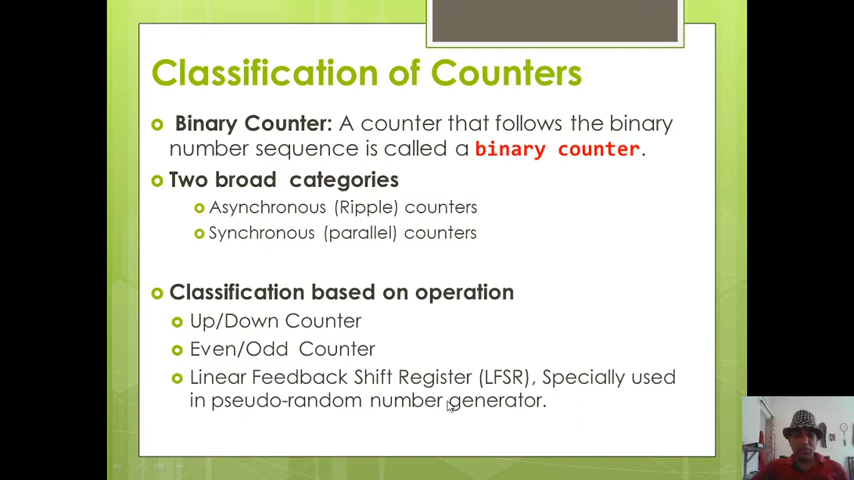 Classification of Counters
Binary Counter: A counter that follows the binary
number sequence is called a binary counter.
Two broad categories
Asynchronous (Ripple) counters
Synchronous (parallel) counters
Classification based on operation
Up/Down Counter
Even/Odd Counter
Linear Feedback Shift Register (LFSR), Specially used
in pseudo-random number generator.